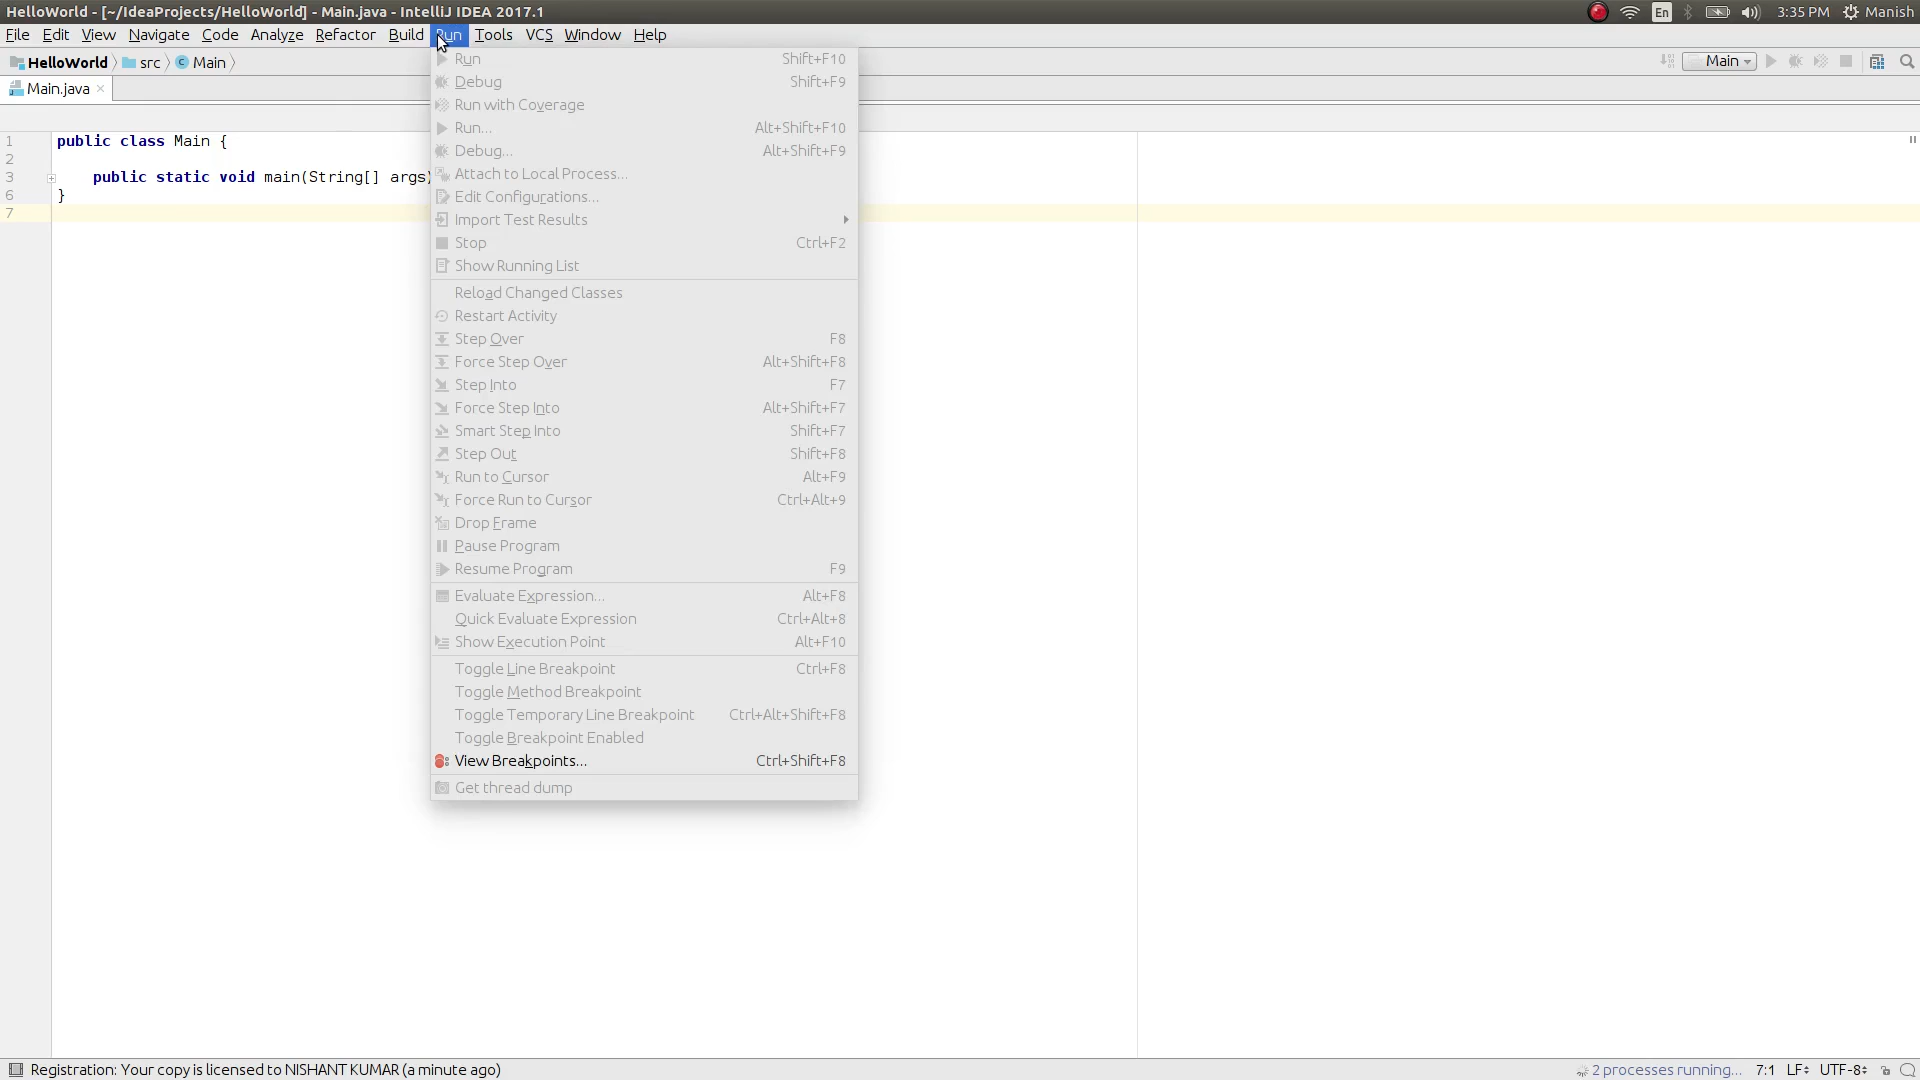 HelloWorld - [~/IdeaProjects/HelloWorld] - Main.java - IntelliJ IDEA 2017.1 En 3:35 PM Manish
File Edit View Navigate Code Analyze Refactor Build Run Tools VCS Window Help
HelloWorld src Main Main
Main.java
Run Shift+F10
Debug Shift+F9
Run with Coverage
Run... Alt+Shift+F10
Debug... Alt+Shift+F9
Attach to Local Process...
Edit Configurations...
Import Test Results
Stop Ctrl+F2
Show Running List
Reload Changed Classes
Restart Activity
Step Over F8
Force Step Over Alt+Shift+F8
Step Into F7
Force Step Into Alt+Shift+F7
Smart Step Into Shift+F7
Step Out Shift+F8
Run to Cursor Alt+F9
Force Run to Cursor Ctrl+Alt+9
Drop Frame
Pause Program
Resume Program F9
Evaluate Expression... Alt+F8
Quick Evaluate Expression Ctrl+Alt+8
Show Execution Point Alt+F10
Toggle Line Breakpoint Ctrl+F8
Toggle Method Breakpoint
Toggle Temporary Line Breakpoint Ctrl+Alt+Shift+F8
Toggle Breakpoint Enabled
View Breakpoints... Ctrl+Shift+F8
Get thread dump
1 public class Main {
2
3 public static void main(String[] args)
6 }
7
Registration: Your copy is licensed to NISHANT KUMAR (a minute ago) 2 processes running... 7:1 LF UTF-8